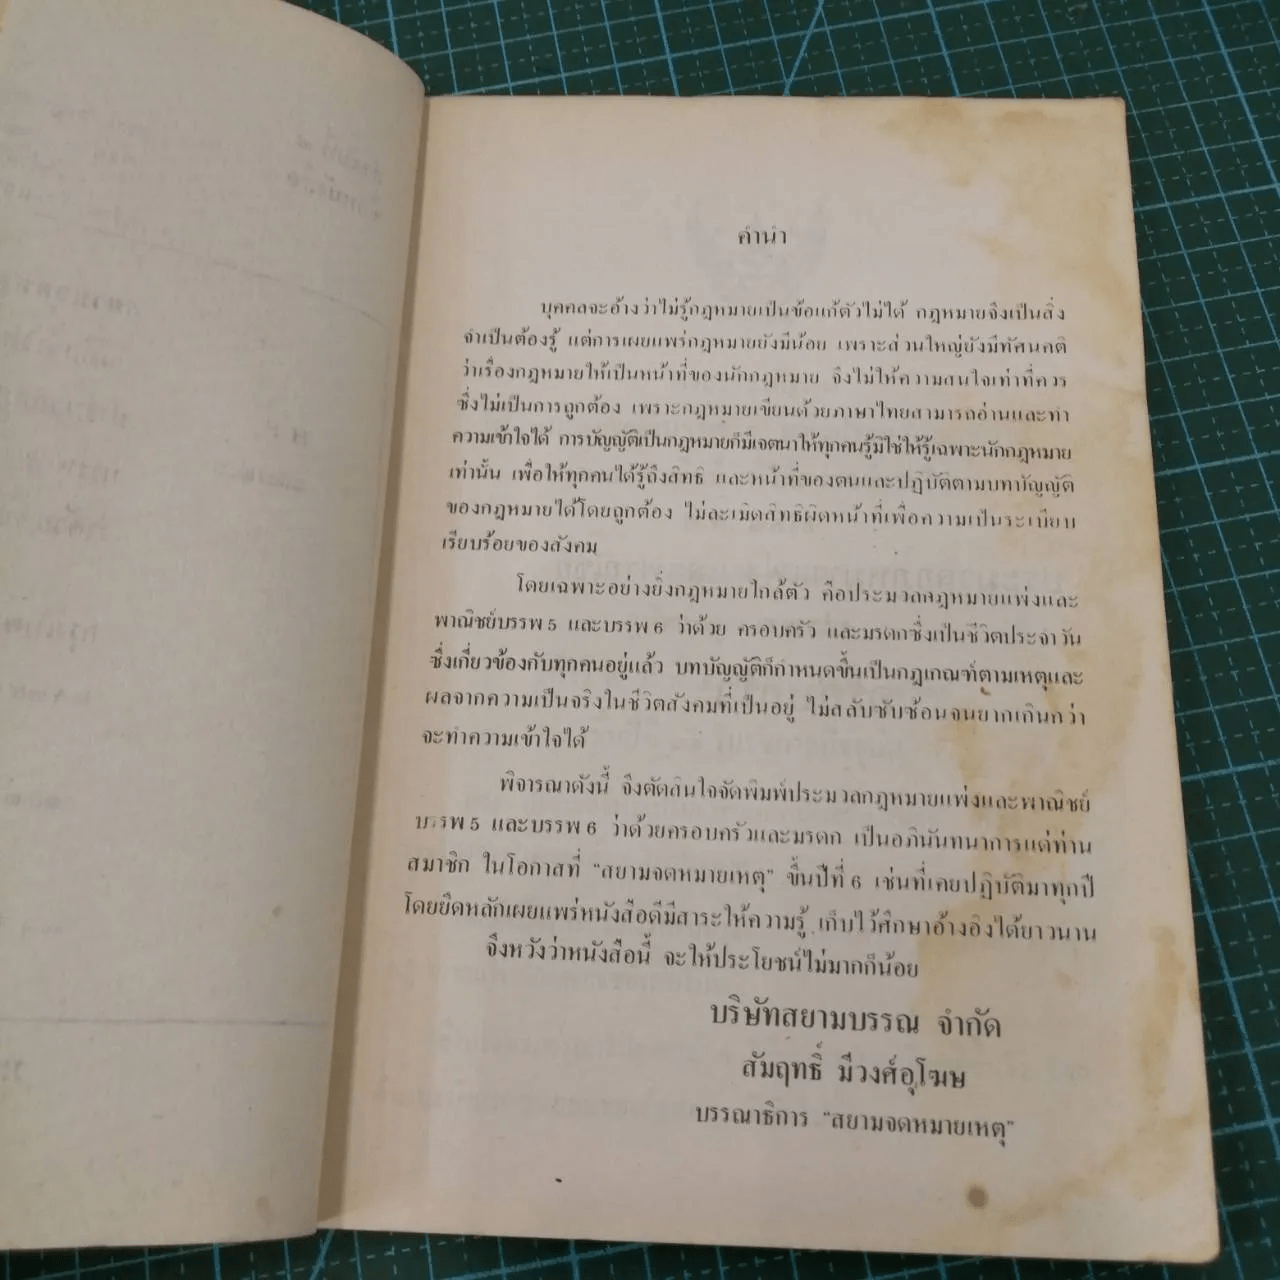 คำนำ
บุคคลจะอ้างว่าไม่รู้กฎหมายเป็นข้อแก้ตัวไม่ได้ กฎหมายจึงเป็นสิ่ง
จำเป็นต้องรู้ แต่การเผยแพร่กฎหมายยังมีน้อย เพราะส่วนใหญ่ยังมีทัศนคติ
ว่าเรื่องกฎหมายให้เป็นหน้าที่ของนักกฎหมาย จึงไม่ให้ความสนใจเท่าที่ควร
ซึ่งไม่เป็นการถูกต้อง เพราะกฎหมายเขียนด้วยภาษาไทยสามารถอ่านและทำ
ความเข้าใจได้ การบัญญัติเป็นกฎหมายก็มีเจตนาให้ทุกคนรู้มิใช่ให้รู้เฉพาะนักกฎหมาย
เท่านั้น เพื่อให้ทุกคนได้รู้ถึงสิทธิ และหน้าที่ของตนและปฏิบัติตามบทบัญญัติ
ของกฎหมายได้โดยถูกต้อง ไม่ละเมิดสิทธิผิดหน้าที่เพื่อความเป็นระเบียบ
เรียบร้อยของสังคม
โดยเฉพาะอย่างยิ่งกฎหมายใกล้ตัว คือประมวลกฎหมายแพ่งและ
พาณิชย์บรรพ 5 และบรรพ 6 ว่าด้วย ครอบครัว และมรดกซึ่งเป็นชีวิตประจำวัน
ซึ่งเกี่ยวข้องกับทุกคนอยู่แล้ว บทบัญญัติก็กำหนดขึ้นเป็นกฎเกณฑ์ตามเหตุและ
ผลจากความเป็นจริงในชีวิตสังคมที่เป็นอยู่ ไม่สลับซับซ้อนจนยากเกินกว่า
จะทำความเข้าใจได้
พิจารณาดังนี้ จึงตัดสินใจจัดพิมพ์ประมวลกฎหมายแพ่งและพาณิชย์
บรรพ 5 และบรรพ 6 ว่าด้วยครอบครัวและมรดก เป็นอภินันทนาการแด่ท่าน
สมาชิก ในโอกาสที่ “สยามจดหมายเหตุ” ขึ้นปีที่ 6 เช่นที่เคยปฏิบัติมาทุกปี
โดยยึดหลักเผยแพร่หนังสือดีมีสาระให้ความรู้ เก็บไว้ศึกษาอ้างอิงได้ยาวนาน
จึงหวังว่าหนังสือนี้ จะให้ประโยชน์ไม่มากก็น้อย
บริษัทสยามบรรณ จำกัด
สัมฤทธิ์ มีวงศ์อุโฆษ
บรรณาธิการ “สยามจดหมายเหตุ”